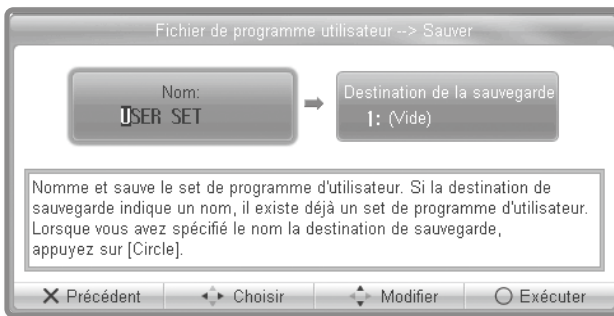 Fichier de programme utilisateur --> Sauver
Nom:
USER SET
Destination de la sauvegarde
1: (Vide)
Nomme et sauve le set de programme d'utilisateur. Si la destination de
sauvegarde indique un nom, il existe déjà un set de programme d'utilisateur.
Lorsque vous avez spécifié le nom la destination de sauvegarde,
appuyez sur [Circle].
Précédent
Choisir
Modifier
Exécuter